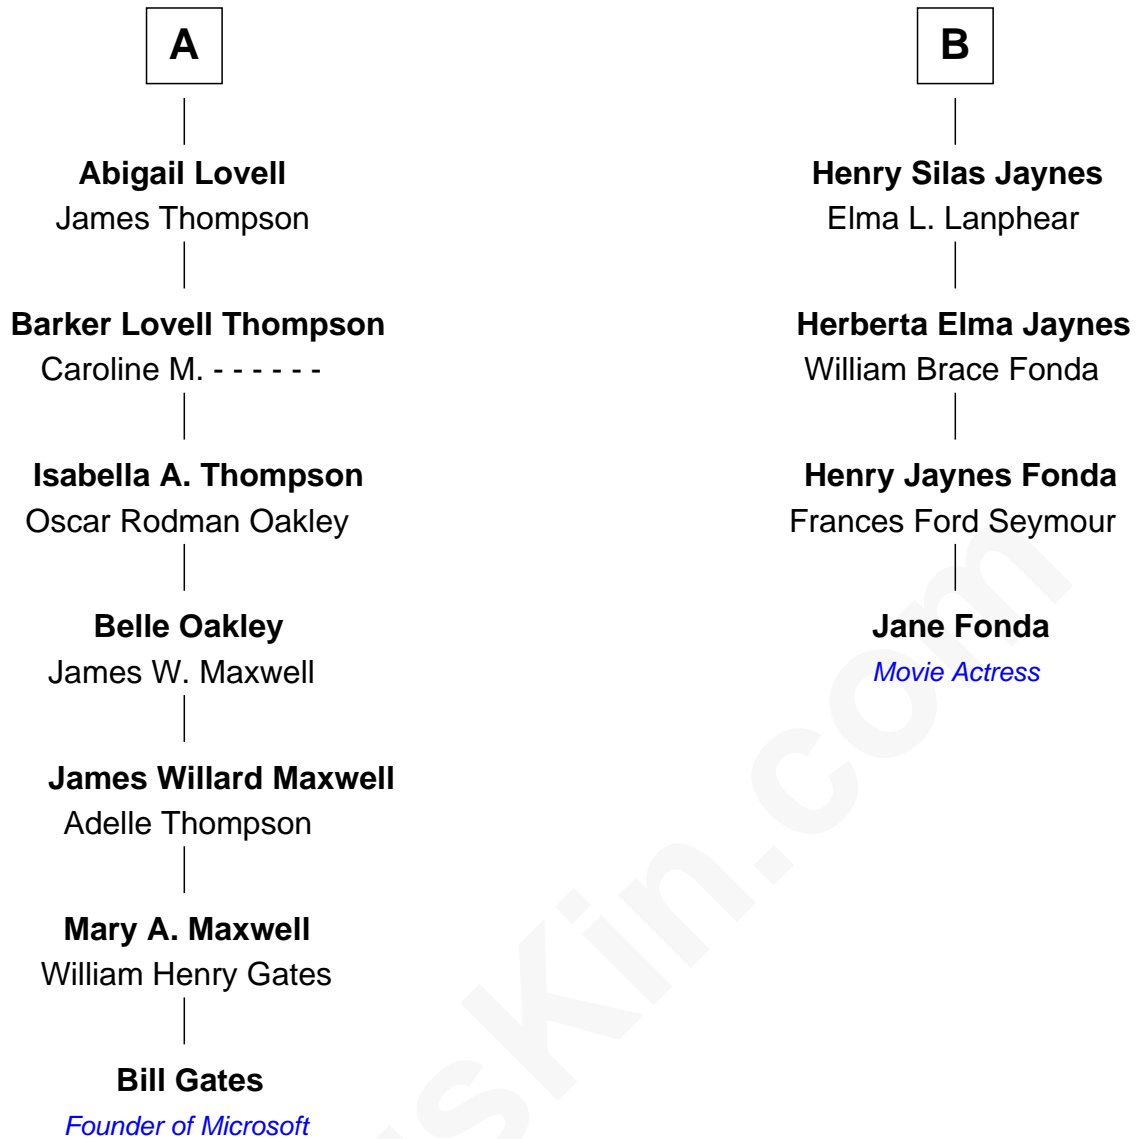 A
Abigail Lovell
James Thompson
Barker Lovell Thompson
Caroline M. - - - - - -
Isabella A. Thompson
Oscar Rodman Oakley
Belle Oakley
James W. Maxwell
James Willard Maxwell
Adelle Thompson
Mary A. Maxwell
William Henry Gates
Bill Gates
Founder of Microsoft
B
Henry Silas Jaynes
Elma L. Lanphear
Herberta Elma Jaynes
William Brace Fonda
Henry Jaynes Fonda
Frances Ford Seymour
Jane Fonda
Movie Actress
sKin.com